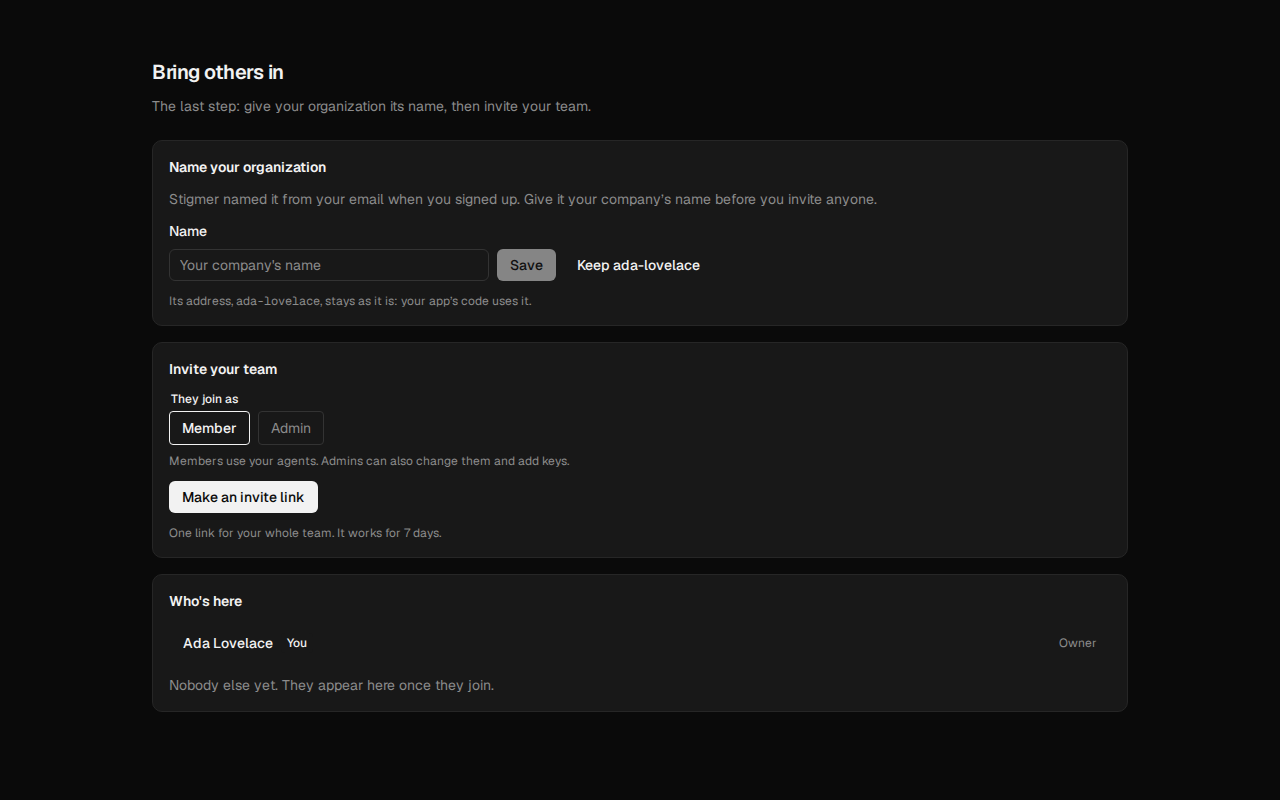 Bring others in
The last step: give your organization its name, then invite your team.
Name your organization
Stigmer named it from your email when you signed up. Give it your company's name before you invite anyone.
Name
Your company's name
Save
Keep ada-lovelace
Its address, ada-lovelace, stays as it is: your app's code uses it.
Invite your team
They join as
Member
Admin
Members use your agents. Admins can also change them and add keys.
Make an invite link
One link for your whole team. It works for 7 days.
Who's here
Ada Lovelace
You
Owner
Nobody else yet. They appear here once they join.